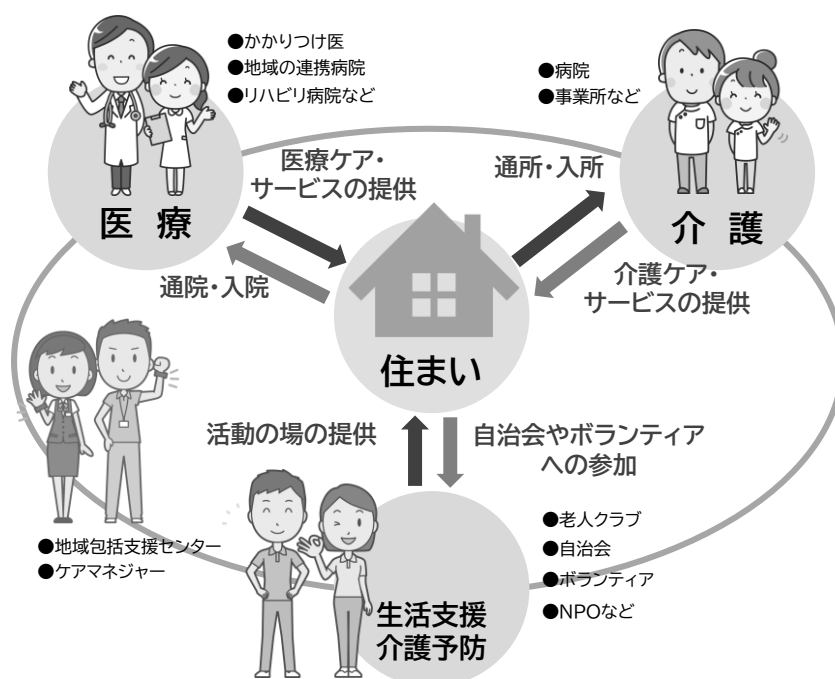 ●かかりつけ医
●地域の連携病院
●リハビリ病院など
●病院
●事業所など
医療ケア・
サービスの提供
通所・入所
医療
介護
通院・入院
介護ケア・
サービスの提供
住まい
活動の場の提供
自治会やボランティア
への参加
●地域包括支援センター
●ケアマネジャー
●老人クラブ
●自治会
●ボランティア
●NPOなど
生活支援
介護予防